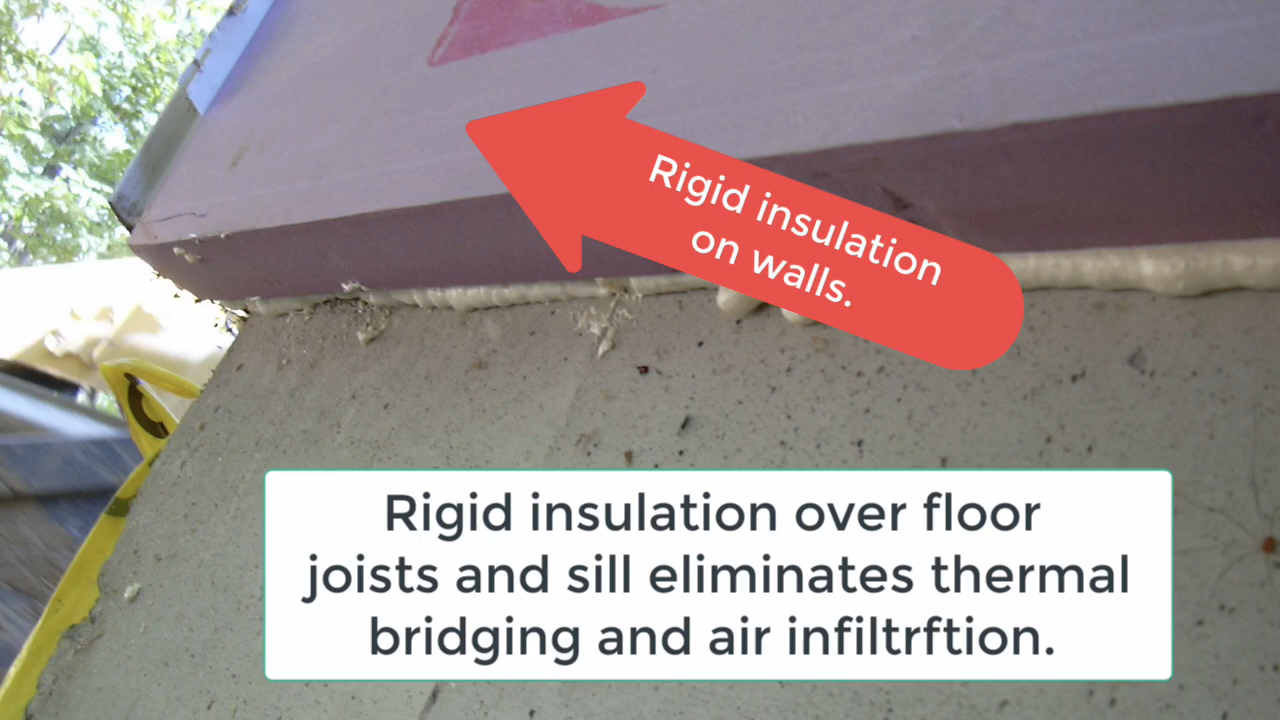 Rigid insulation
on walls.
Rigid insulation over floor
joists and sill eliminates thermal
bridging and air infiltrftion.